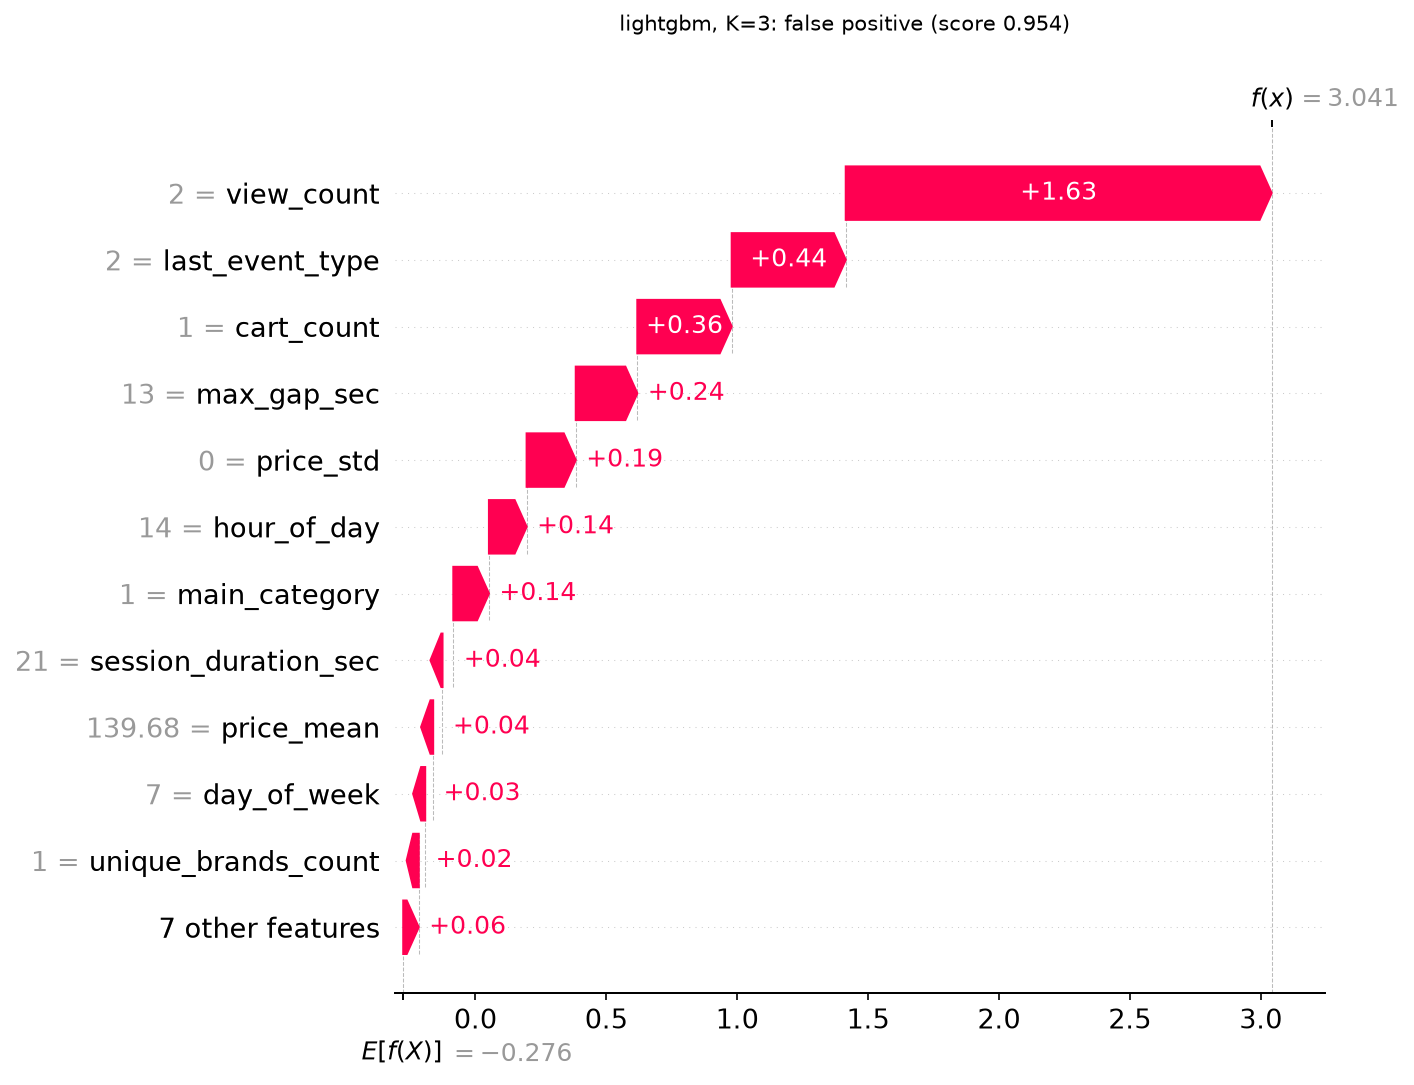 lightgbm, K=3: false positive (score 0.954)
f(x) = 3.041
2 = view_count +1.63
2 = last_event_type +0.44
1 = cart_count +0.36
13 = max_gap_sec +0.24
0 = price_std +0.19
14 = hour_of_day +0.14
1 = main_category +0.14
21 = session_duration_sec +0.04
139.68 = price_mean +0.04
7 = day_of_week +0.03
1 = unique_brands_count +0.02
7 other features +0.06
0.0 0.5 1.0 1.5 2.0 2.5 3.0
E[f(X)] = −0.276